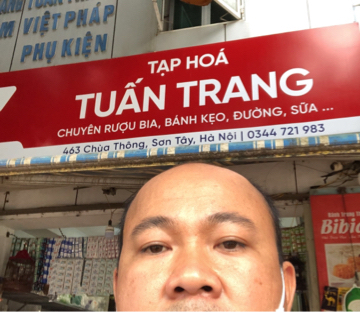 VIỆT PHÁP
PHỤ KIỆN
TẠP HOÁ
TUẤN TRANG
CHUYÊN RƯỢU BIA, BÁNH KẸO, ĐƯỜNG, SỮA ...
463 Chùa Thông, Sơn Tây, Hà Nội | 0344 721 983